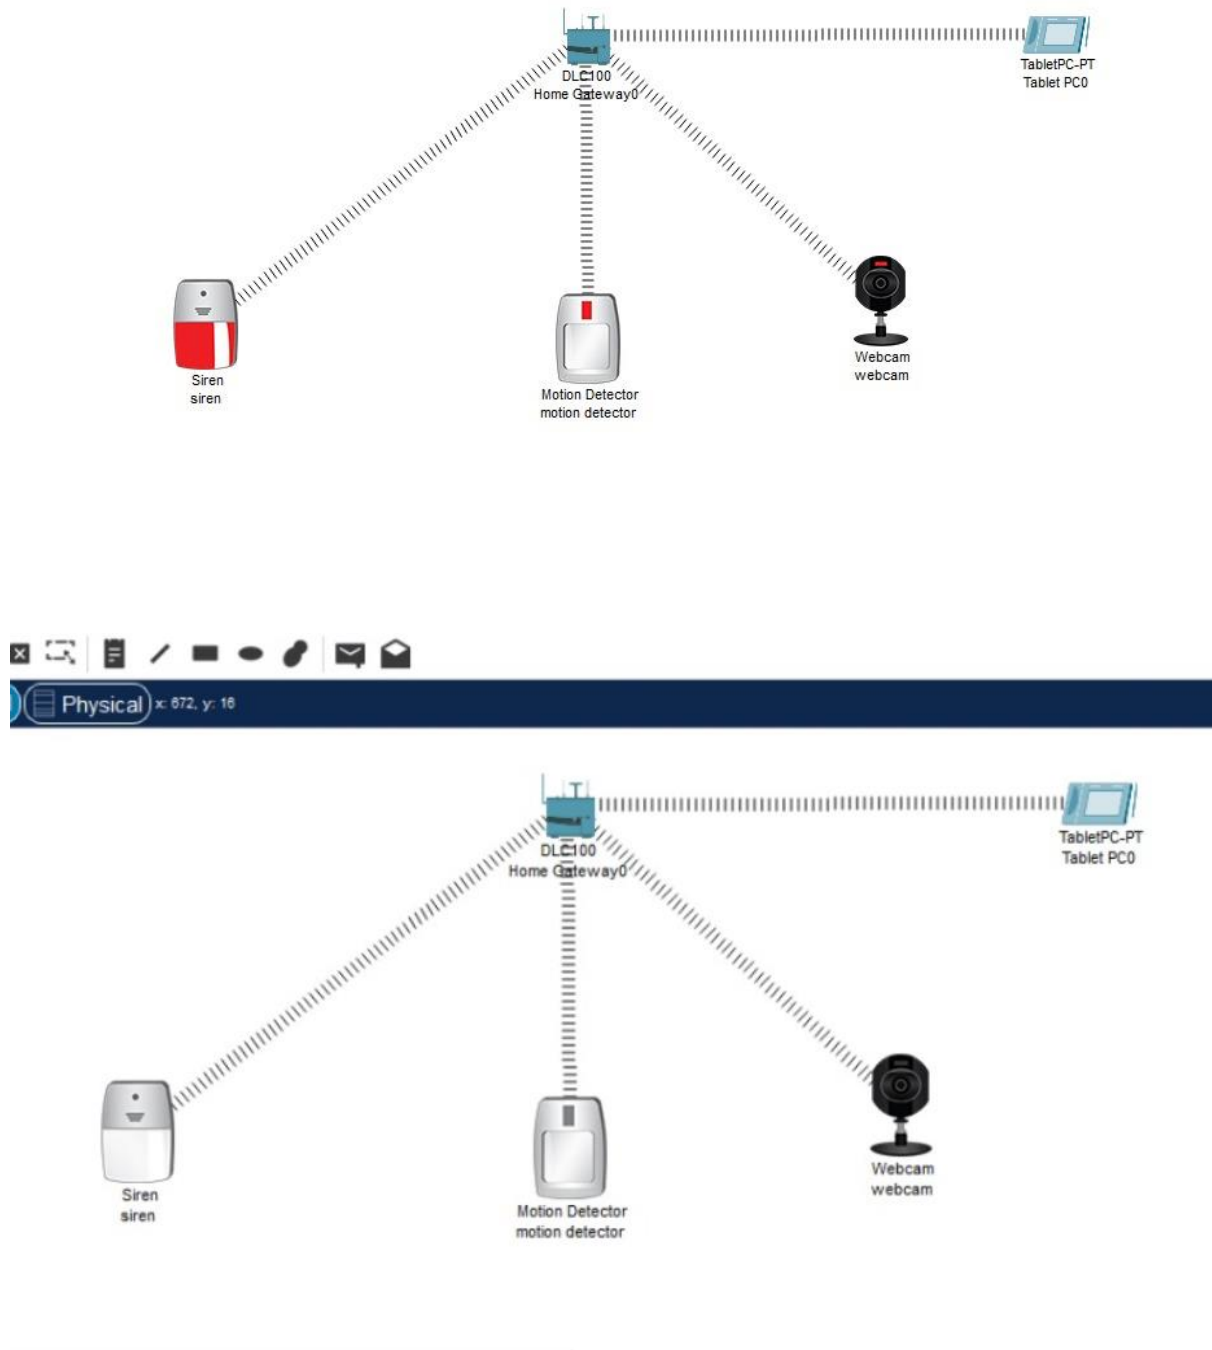 TabletPC-PT
Tablet PC0
DLC100
Home Gateway0
Webcam
webcam
Siren
siren
Motion Detector
motion detector
Physical x: 672, y: 16
TabletPC-PT
Tablet PC0
DLC100
Home Gateway0
Webcam
webcam
Siren
siren
Motion Detector
motion detector